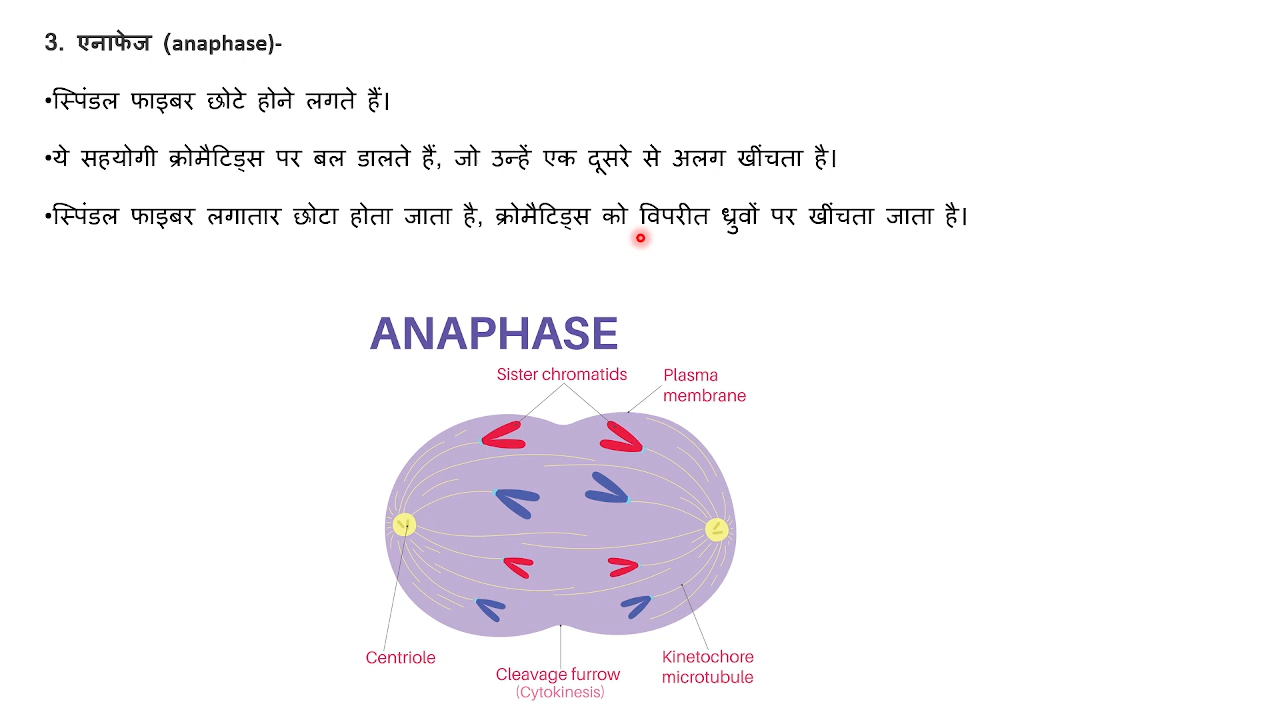 3. एनाफेज (anaphase)-
•स्पिंडल फाइबर छोटे होने लगते हैं।
•ये सहयोगी क्रोमैटिड्स पर बल डालते हैं, जो उन्हें एक दूसरे से अलग खींचता है।
•स्पिंडल फाइबर लगातार छोटा होता जाता है, क्रोमैटिड्स को विपरीत ध्रुवों पर खींचता जाता है।
ANAPHASE
Sister chromatids
Plasma
membrane
Centriole
Cleavage furrow
(Cytokinesis)
Kinetochore
microtubule